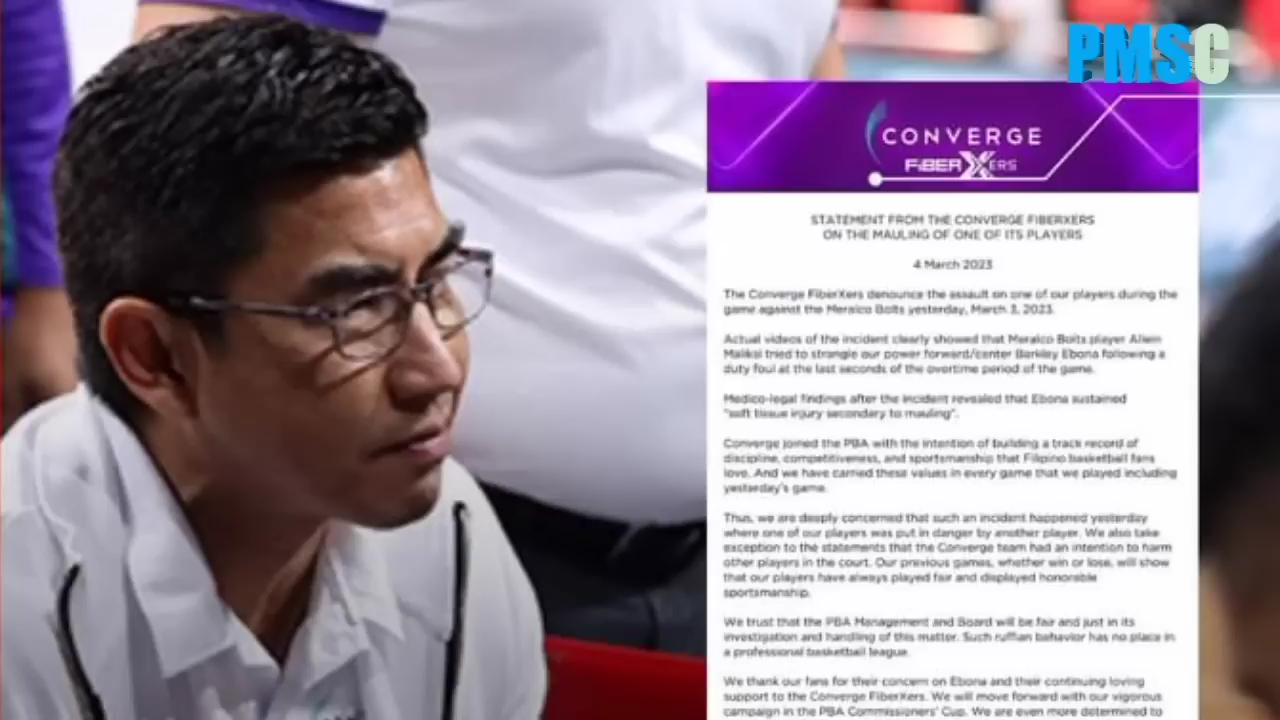 PMSC
CONVERGE
FIBERXERS
STATEMENT FROM THE CONVERGE FIBERXERS
ON THE MAULING OF ONE OF ITS PLAYERS
4 March 2023
The Converge FiberXers denounce the assault on one of our players during the
game against the Meralco Bolts yesterday, March 3, 2023.
Actual videos of the incident clearly showed that Meralco Bolts player Allein
Maliksi tried to strangle our power forward/center Barkley Ebona following a
duty foul at the last seconds of the overtime period of the game.
Medico-legal findings after the incident revealed that Ebona sustained
"soft tissue injury secondary to mauling".
Converge joined the PBA with the intention of building a track record of
discipline, competitiveness, and sportsmanship that Filipino basketball fans
love. And we have carried these values in every game that we played including
yesterday's game.
Thus, we are deeply concerned that such an incident happened yesterday
where one of our players was put in danger by another player. We also take
exception to the statements that the Converge team had an intention to harm
other players in the court. Our previous games, whether win or lose, will show
that our players have always played fair and displayed honorable
sportsmanship.
We trust that the PBA Management and Board will be fair and just in its
investigation and handling of this matter. Such ruffian behavior has no place in
a professional basketball league.
We thank our fans for their concern on Ebona and their continuing loving
support to the Converge FiberXers. We will move forward with our vigorous
campaign in the PBA Commissioners' Cup. We are even more determined to